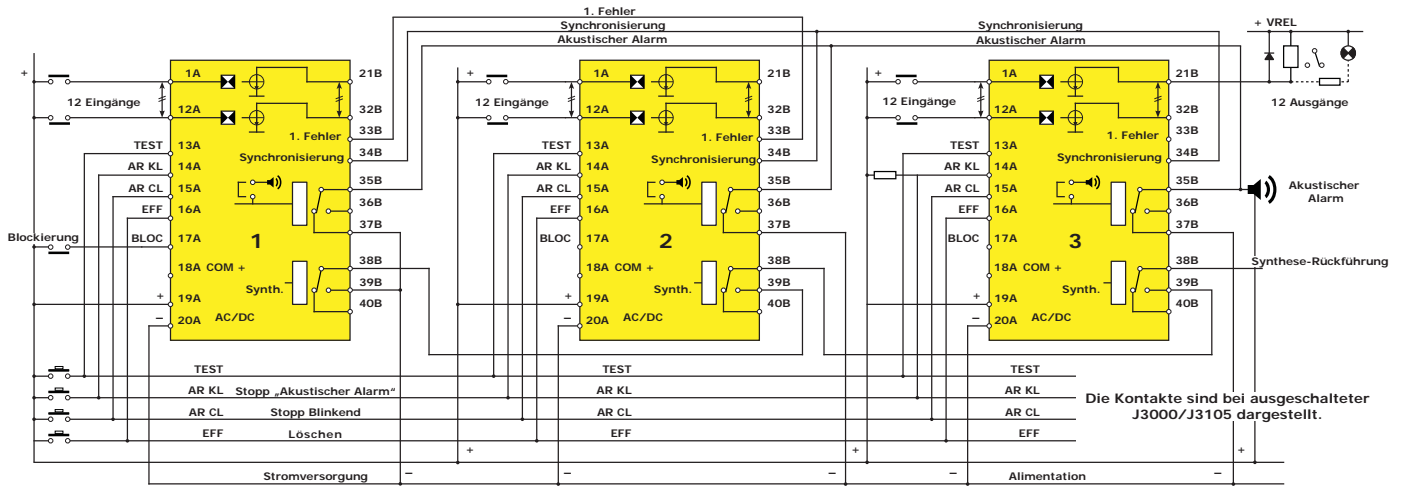 1. Fehler
Synchronisierung
Akustischer Alarm
Synchronisierung
Akustischer Alarm
+ VREL
+
12 Eingänge
1A
12A
TEST
13A
AR KL
14A
AR CL
15A
EFF
16A
Blockierung
BLOC
17A
18A COM +
+
19A
–
20A
AC/DC
1
21B
32B
1. Fehler
33B
Synchronisierung
34B
35B
36B
37B
38B
Synth.
39B
40B
+
12 Eingänge
1A
12A
TEST
13A
AR KL
14A
AR CL
15A
EFF
16A
BLOC
17A
18A COM +
+
19A
–
20A
AC/DC
2
21B
32B
1. Fehler
33B
Synchronisierung
34B
35B
36B
37B
38B
Synth.
39B
40B
+
12 Eingänge
1A
12A
TEST
13A
AR KL
14A
AR CL
15A
EFF
16A
BLOC
17A
18A COM +
+
19A
–
20A
AC/DC
3
21B
32B
1. Fehler
33B
Synchronisierung
34B
35B
36B
37B
38B
Synth.
39B
40B
12 Ausgänge
Akustischer
Alarm
Synthese-Rückführung
TEST
TEST
TEST
AR KL Stopp „Akustischer Alarm“
AR KL
AR KL
AR CL Stopp Blinkend
AR CL
AR CL
EFF Löschen
EFF
EFF
Die Kontakte sind bei ausgeschalteter
J3000/J3105 dargestellt.
+
+
+
+
Stromversorgung
–
–
–
–
–
Alimentation